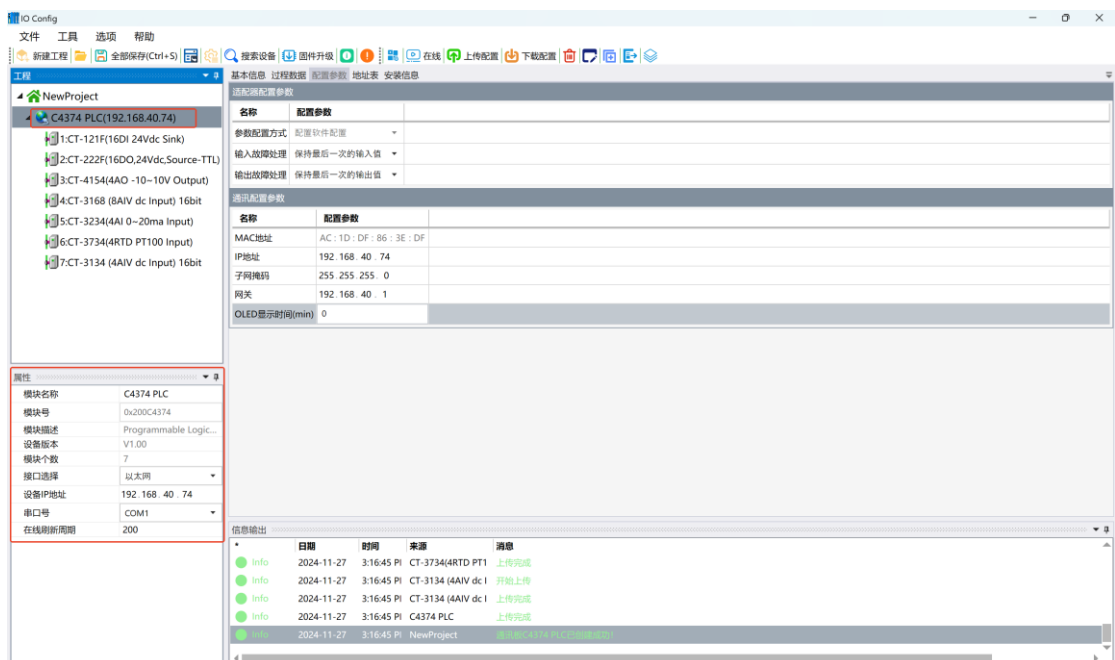 IO Config
文件 工具 选项 帮助
新建工程 全部保存(Ctrl+S) 搜索设备 固件升级 在线 上传配置 下载配置
工程
NewProject
C4374 PLC(192.168.40.74)
1:CT-121F(16DI 24Vdc Sink)
2:CT-222F(16DO,24Vdc,Source-TTL)
3:CT-4154(4AO -10~10V Output)
4:CT-3168 (8AIV dc Input) 16bit
5:CT-3234(4AI 0~20ma Input)
6:CT-3734(4RTD PT100 Input)
7:CT-3134 (4AIV dc Input) 16bit
属性
模块名称 C4374 PLC
模块号 0x200C4374
模块描述 Programmable Logic...
设备版本 V1.00
模块个数 7
接口选择 以太网
设备IP地址 192.168.40.74
串口号 COM1
在线刷新周期 200
基本信息 过程数据 配置参数 地址表 安装信息
适配器配置参数
名称 配置参数
参数配置方式 配置软件配置
输入故障处理 保持最后一次的输入值
输出故障处理 保持最后一次的输出值
通讯配置参数
名称 配置参数
MAC地址 AC : 1D : DF : 86 : 3E : DF
IP地址 192.168.40.74
子网掩码 255.255.255.0
网关 192.168.40.1
OLED显示时间(min) 0
信息输出
* 日期 时间 来源 消息
Info 2024-11-27 3:16:45 PI CT-3734(4RTD PT1 上传完成
Info 2024-11-27 3:16:45 PI CT-3134 (4AIV dc I 开始上传
Info 2024-11-27 3:16:45 PI CT-3134 (4AIV dc I 上传完成
Info 2024-11-27 3:16:45 PI C4374 PLC 上传完成
Info 2024-11-27 3:16:45 PI NewProject 通讯板C4374 PLC已创建成功!